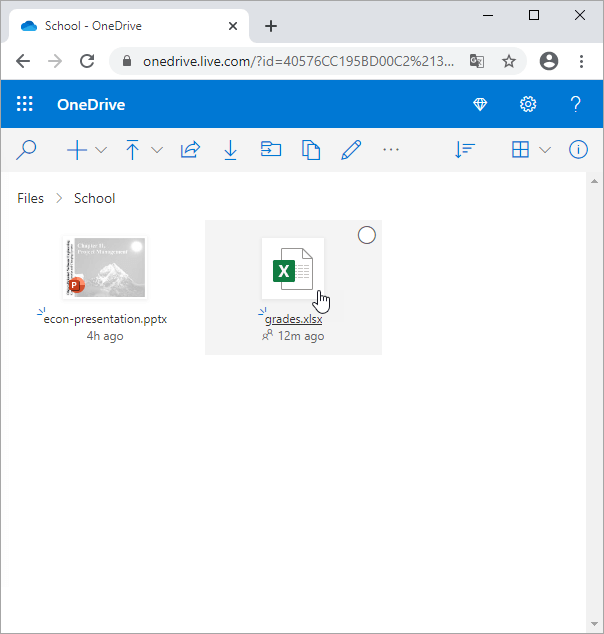 School - OneDrive
onedrive.live.com/?id=40576CC195BD00C2%213...
OneDrive
Files > School
Chapter 31,
Project Management
P
X
econ-presentation.pptx
grades.xlsx
4h ago
12m ago